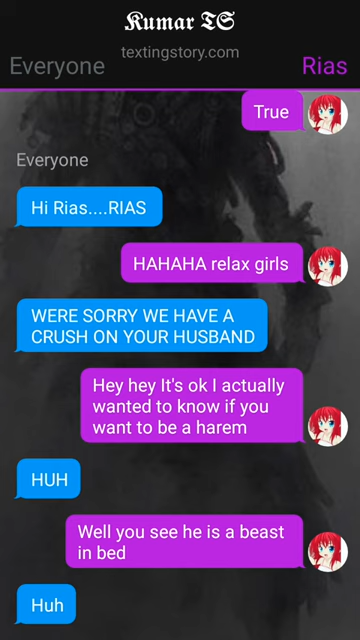 Kumar TS
textingstory.com
Everyone
Rias
True
Everyone
Hi Rias....RIAS
HAHAHA relax girls
WERE SORRY WE HAVE A
CRUSH ON YOUR HUSBAND
Hey hey It's ok I actually
wanted to know if you
want to be a harem
HUH
Well you see he is a beast
in bed
Huh